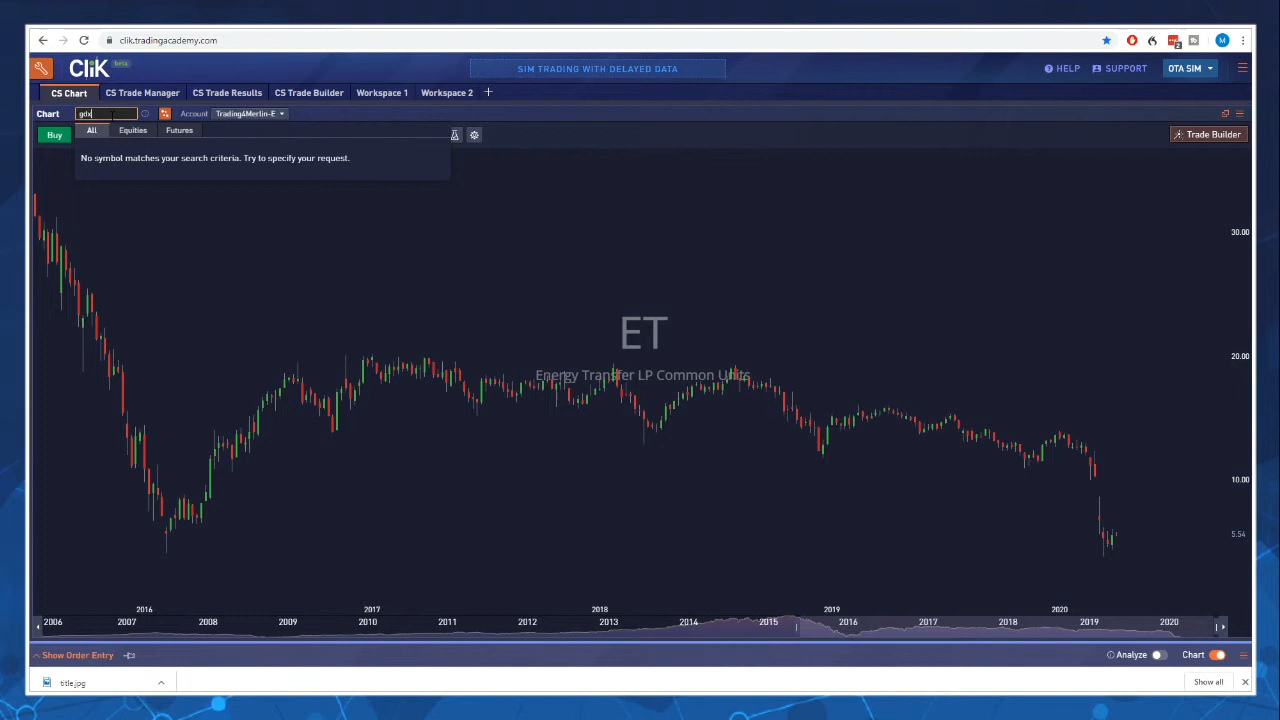 clik.tradingacademy.com
2
M
CliK beta
SIM TRADING WITH DELAYED DATA
HELP
SUPPORT
OTA SIM
CS Chart
CS Trade Manager
CS Trade Results
CS Trade Builder
Workspace 1
Workspace 2
+
Chart
gdx
Account
Trading4Merlin-E
Buy
All
Equities
Futures
Trade Builder
No symbol matches your search criteria. Try to specify your request.
30.00
ET
20.00
Energy Transfer LP Common Units
10.00
5.54
2016 2017 2018 2019 2020
2006 2007 2008 2009 2010 2011 2012 2013 2014 2015 2016 2017 2018 2019 2020
Show Order Entry
Analyze
Chart
title.jpg
Show all